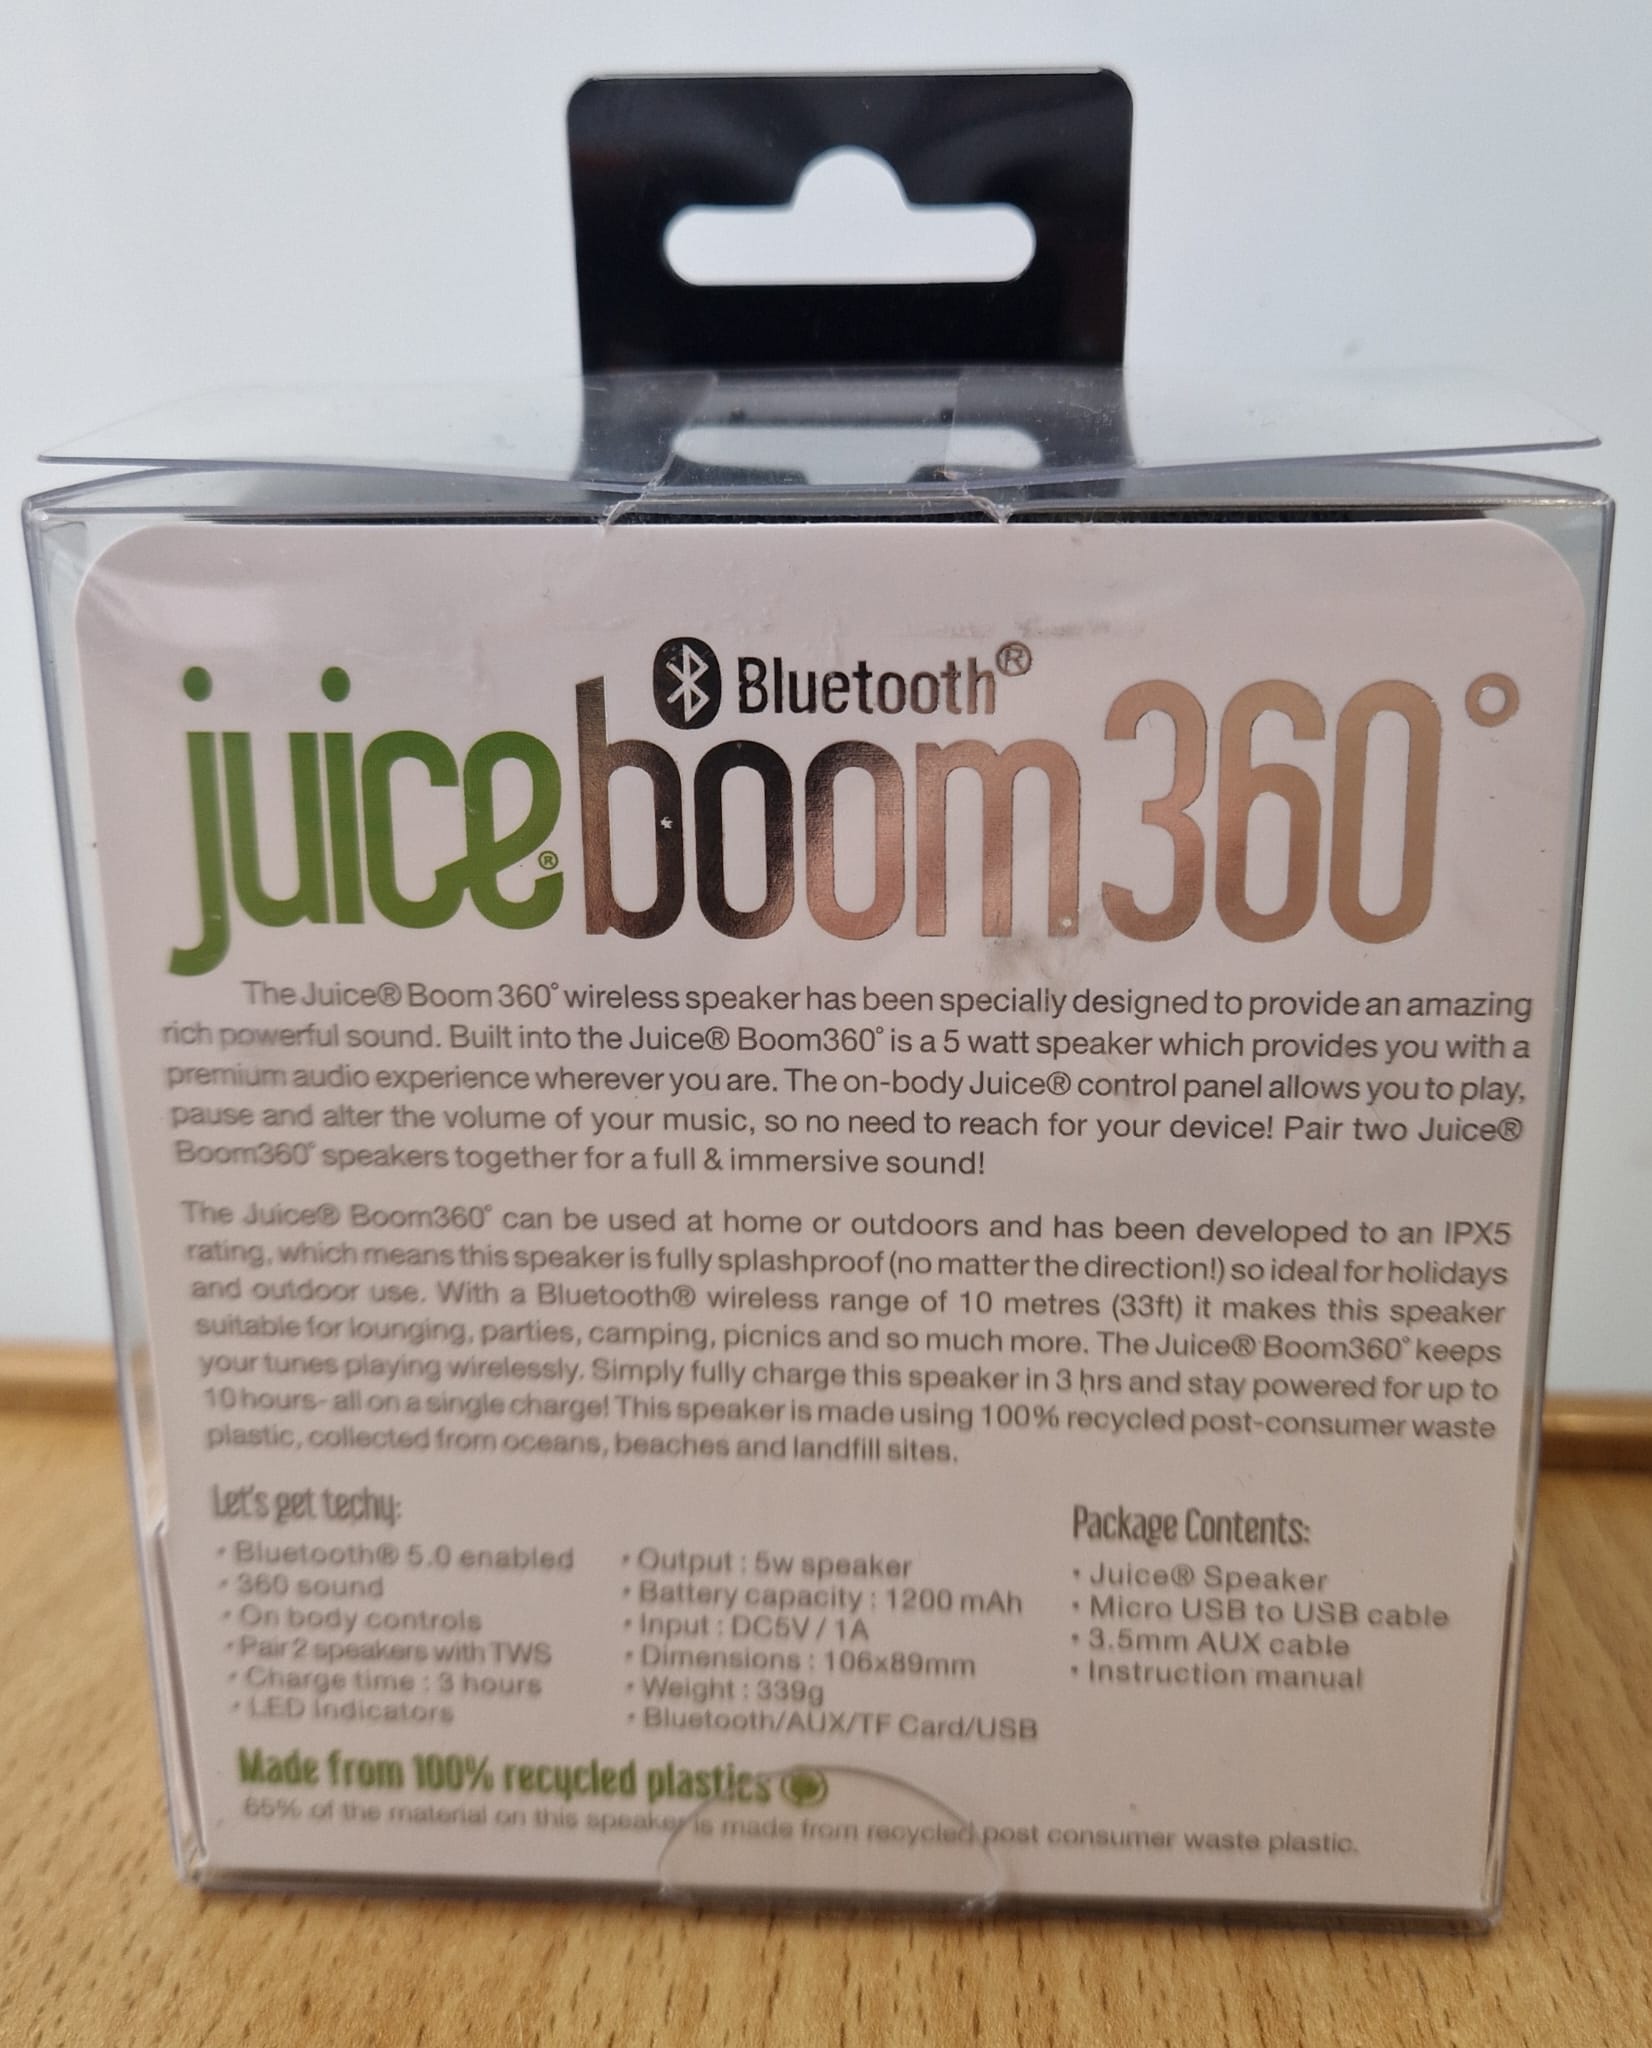 Bluetooth®
juice® boom360°
The Juice® Boom 360° wireless speaker has been specially designed to provide an amazing
rich powerful sound. Built into the Juice® Boom360° is a 5 watt speaker which provides you with a
premium audio experience wherever you are. The on-body Juice® control panel allows you to play,
pause and alter the volume of your music, so no need to reach for your device! Pair two Juice®
Boom360° speakers together for a full & immersive sound!
The Juice® Boom360° can be used at home or outdoors and has been developed to an IPX5
rating, which means this speaker is fully splashproof (no matter the direction!) so ideal for holidays
and outdoor use. With a Bluetooth® wireless range of 10 metres (33ft) it makes this speaker
suitable for lounging, parties, camping, picnics and so much more. The Juice® Boom360° keeps
your tunes playing wirelessly. Simply fully charge this speaker in 3 hrs and stay powered for up to
10 hours- all on a single charge! This speaker is made using 100% recycled post-consumer waste
plastic, collected from oceans, beaches and landfill sites.
Let's get techy:
• Bluetooth® 5.0 enabled
• 360 sound
• On body controls
• Pair 2 speakers with TWS
• Charge time : 3 hours
• LED Indicators
• Output : 5w speaker
• Battery capacity : 1200 mAh
• Input : DC5V / 1A
• Dimensions : 106x89mm
• Weight : 339g
• Bluetooth/AUX/TF Card/USB
Package Contents:
• Juice® Speaker
• Micro USB to USB cable
• 3.5mm AUX cable
• Instruction manual
Made from 100% recycled plastics
65% of the material on this speaker is made from recycled post consumer waste plastic.